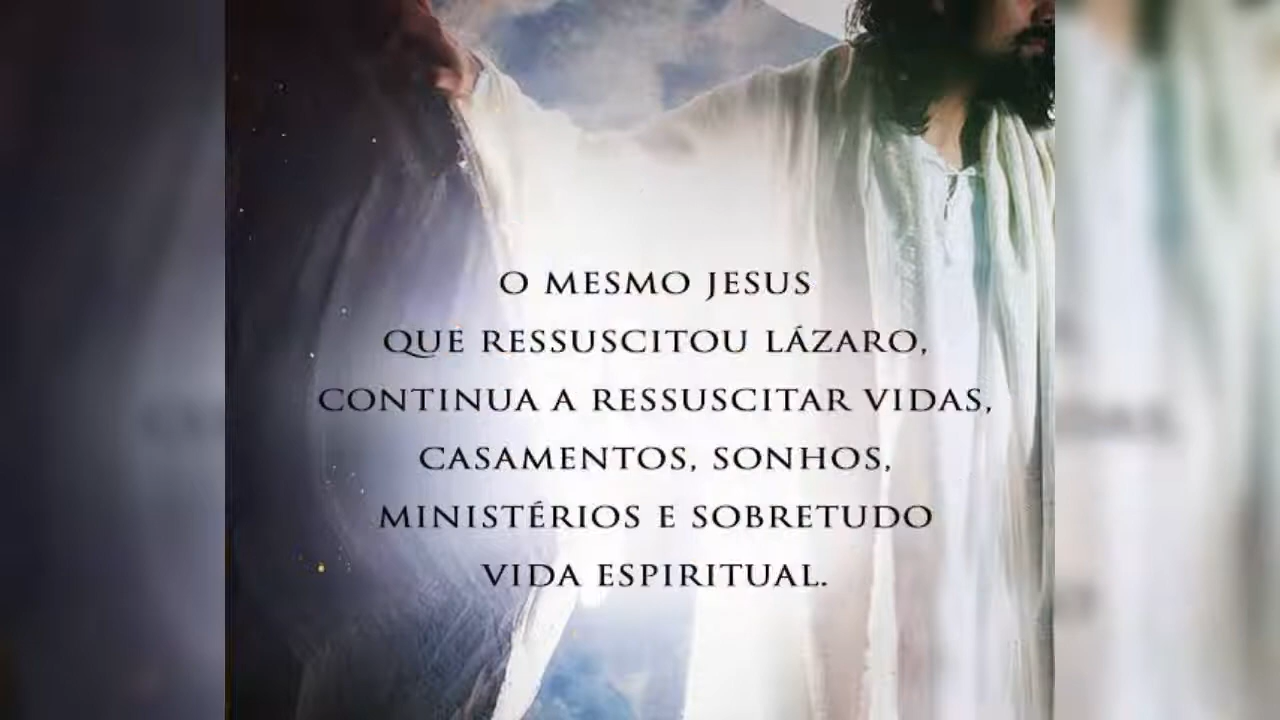 O MESMO JESUS
QUE RESSUSCITOU LÁZARO,
CONTINUA A RESSUSCITAR VIDAS,
CASAMENTOS, SONHOS,
MINISTÉRIOS E SOBRETUDO
VIDA ESPIRITUAL.